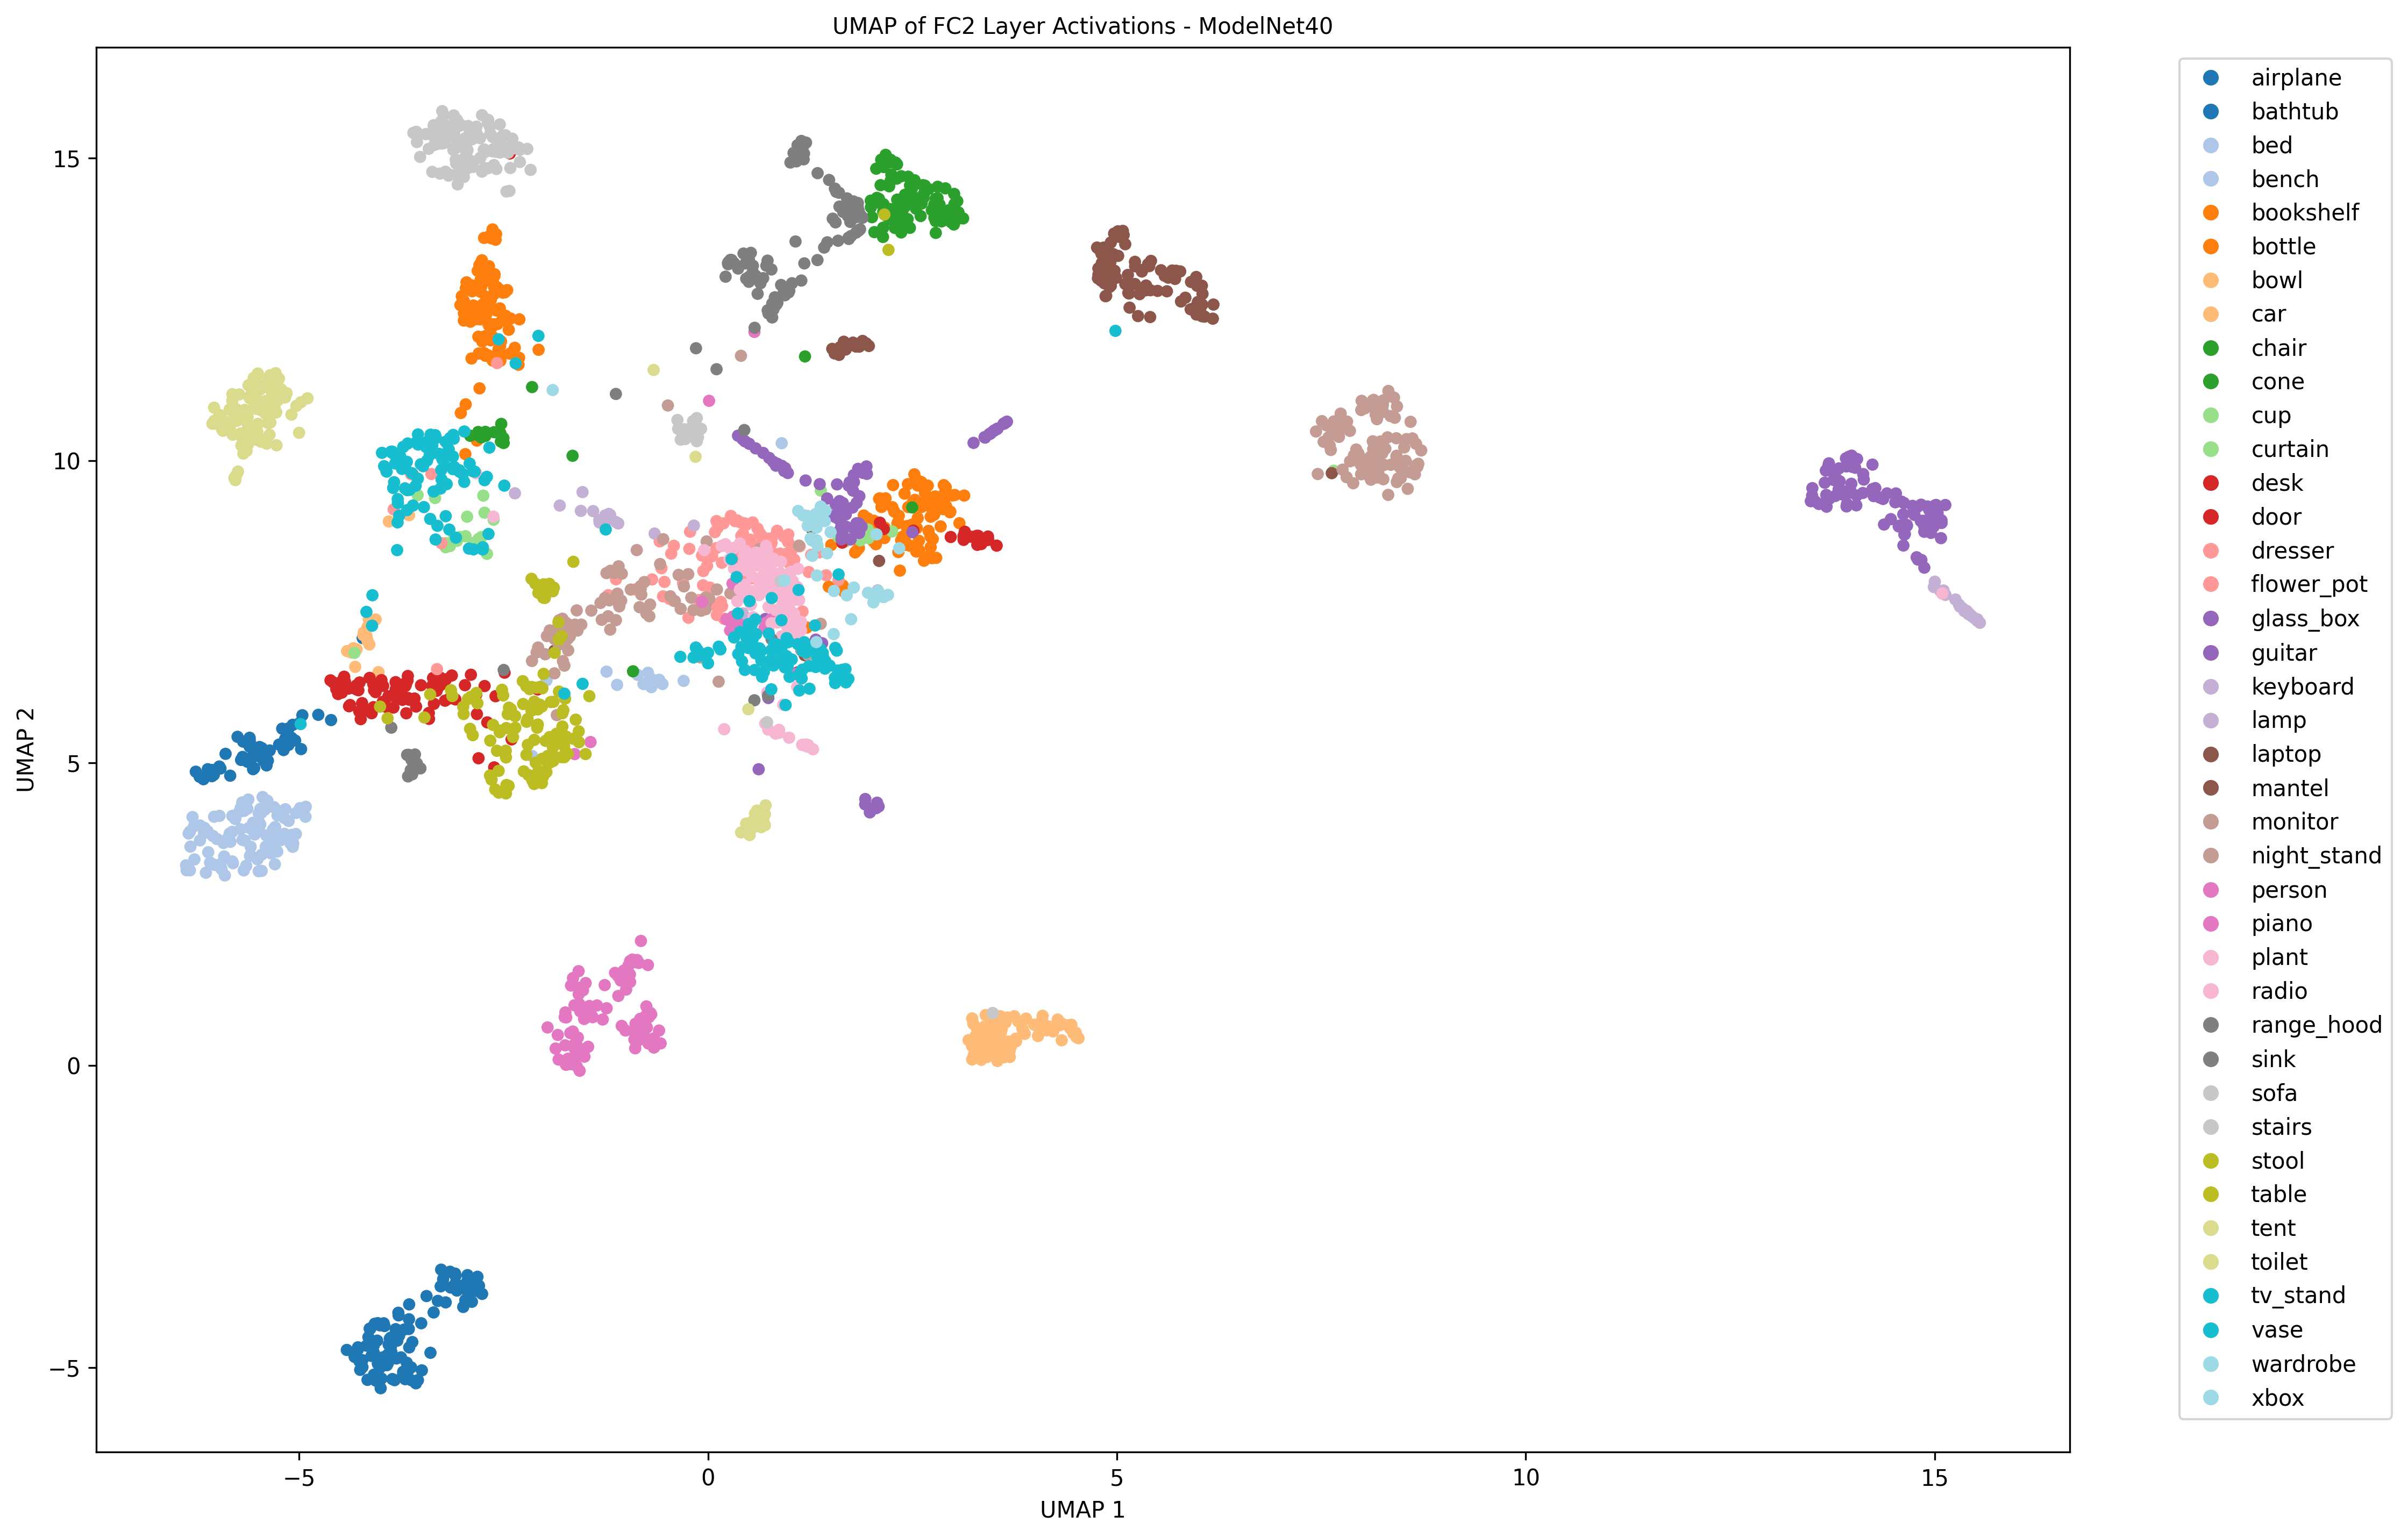 UMAP of FC2 Layer Activations - ModelNet40
15
10
5
0
−5
UMAP 2
−5
0
5
10
15
UMAP 1
airplane
bathtub
bed
bench
bookshelf
bottle
bowl
car
chair
cone
cup
curtain
desk
door
dresser
flower_pot
glass_box
guitar
keyboard
lamp
laptop
mantel
monitor
night_stand
person
piano
plant
radio
range_hood
sink
sofa
stairs
stool
table
tent
toilet
tv_stand
vase
wardrobe
xbox